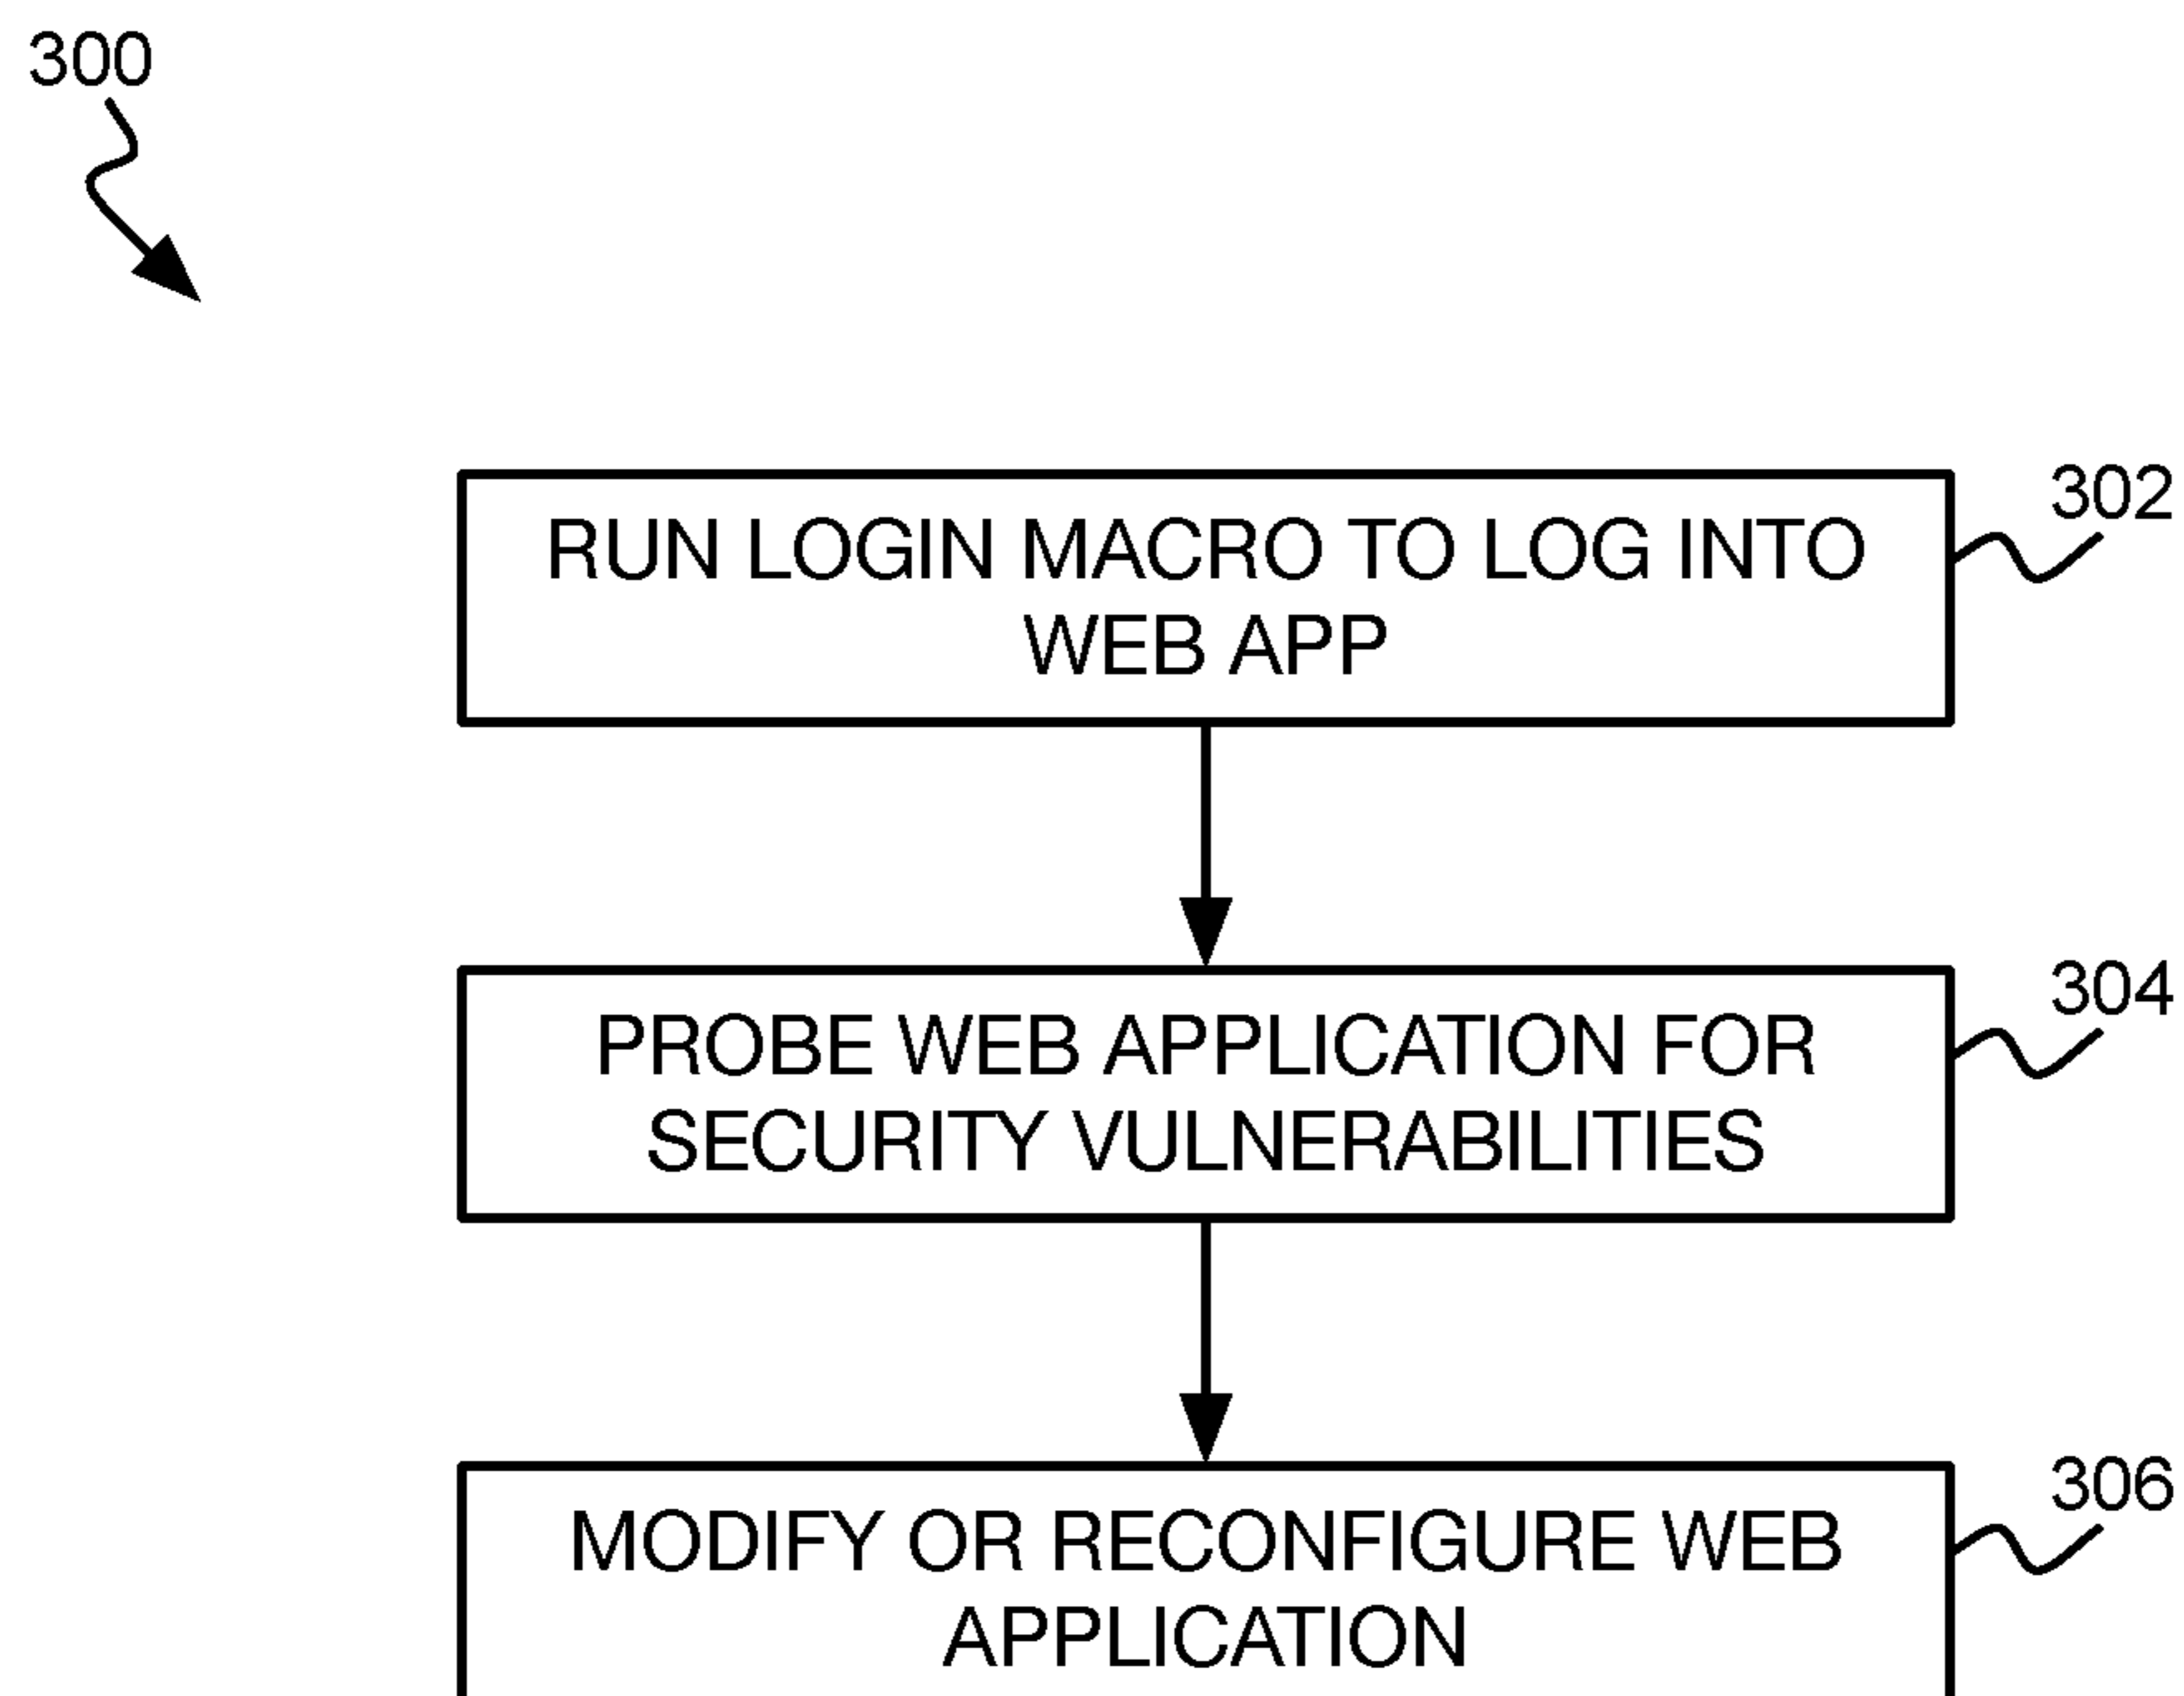 300
302
RUN LOGIN MACRO TO LOG INTO
WEB APP
304
PROBE WEB APPLICATION FOR
SECURITY VULNERABILITIES
306
MODIFY OR RECONFIGURE WEB
APPLICATION